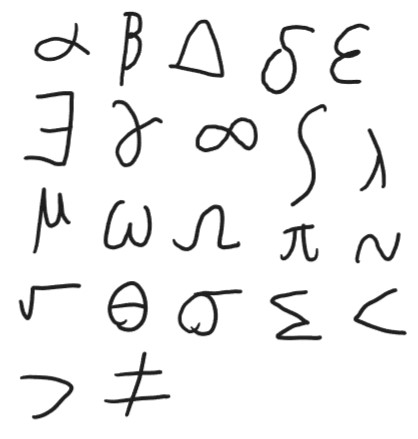 α β Δ δ ε
∃ γ ∞ ∫ λ
μ ω Ω π ~
√ θ σ Σ <
> ≠